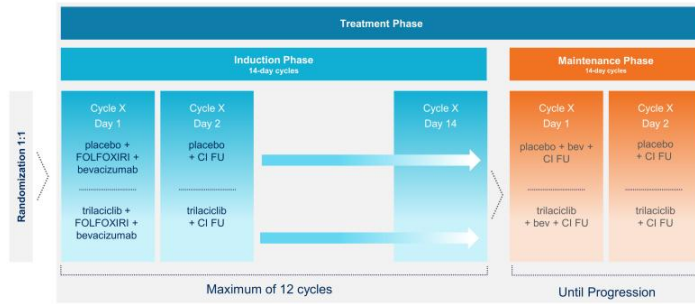 Treatment Phase
Induction Phase
14-day cycles
Maintenance Phase
14-day cycles
Randomization 1:1
Cycle X
Day 1
placebo +
FOLFOXIRI +
bevacizumab
trilaciclib +
FOLFOXIRI +
bevacizumab
Cycle X
Day 2
placebo
+ CI FU
trilaciclib
+ CI FU
Cycle X
Day 14
Cycle X
Day 1
placebo + bev +
CI FU
trilaciclib
+ bev + CI FU
Cycle X
Day 2
placebo
+ CI FU
trilaciclib
+ CI FU
Maximum of 12 cycles
Until Progression